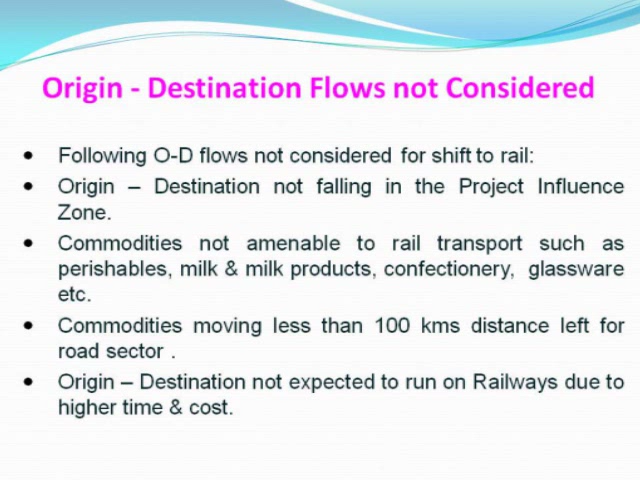 Origin - Destination Flows not Considered
• Following O-D flows not considered for shift to rail:
• Origin – Destination not falling in the Project Influence
Zone.
• Commodities not amenable to rail transport such as
perishables, milk & milk products, confectionery, glassware
etc.
• Commodities moving less than 100 kms distance left for
road sector .
• Origin – Destination not expected to run on Railways due to
higher time & cost.